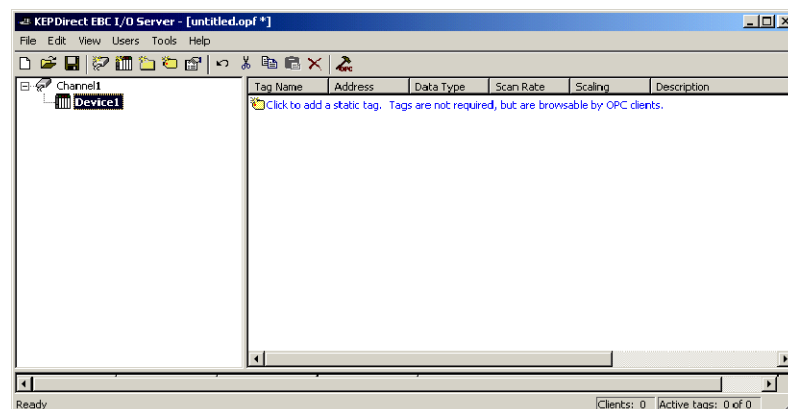 KEPDirect EBC I/O Server - [untitled.opf *]
File Edit View Users Tools Help
OPC
Channel1
Device1
Tag Name Address Data Type Scan Rate Scaling Description
Click to add a static tag. Tags are not required, but are browsable by OPC clients.
Ready Clients: 0 Active tags: 0 of 0